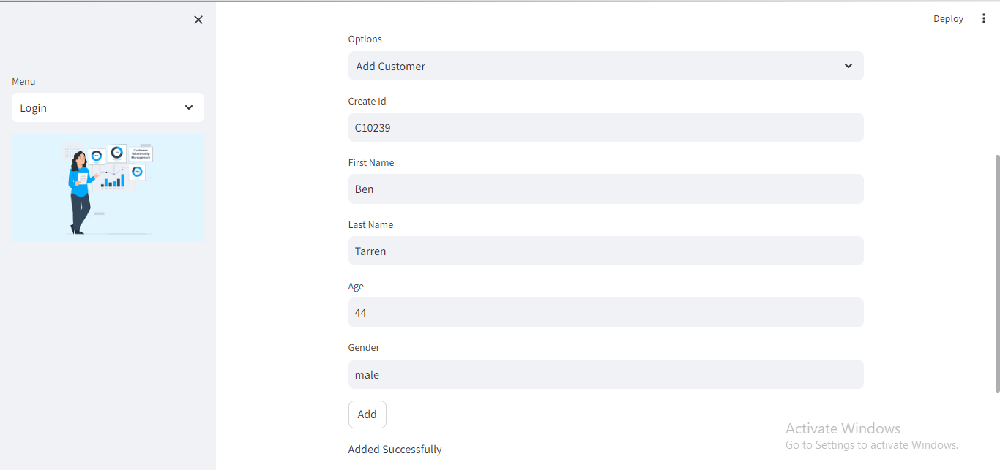 Deploy
Menu
Login
Customer
Relationship
Management
Options
Add Customer
Create Id
C10239
First Name
Ben
Last Name
Tarren
Age
44
Gender
male
Add
Added Successfully
Activate Windows
Go to Settings to activate Windows.